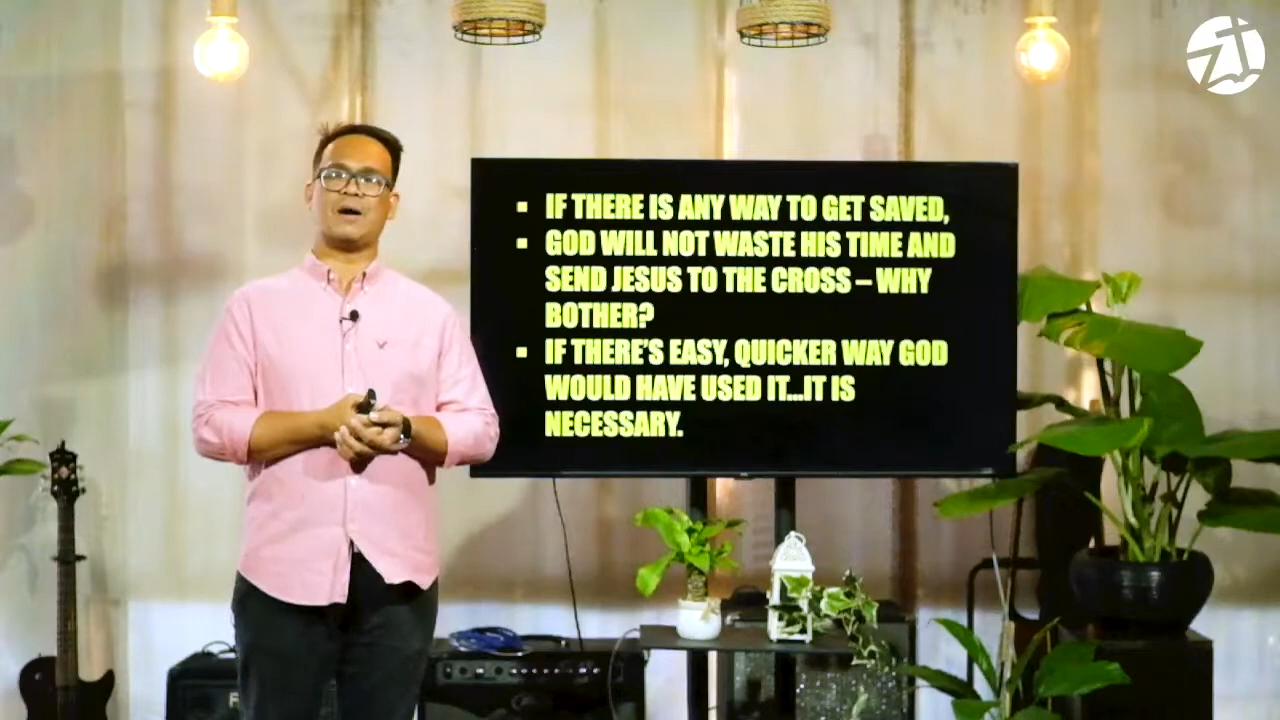 ▪ IF THERE IS ANY WAY TO GET SAVED,
▪ GOD WILL NOT WASTE HIS TIME AND
SEND JESUS TO THE CROSS – WHY
BOTHER?
▪ IF THERE'S EASY, QUICKER WAY GOD
WOULD HAVE USED IT...IT IS
NECESSARY.